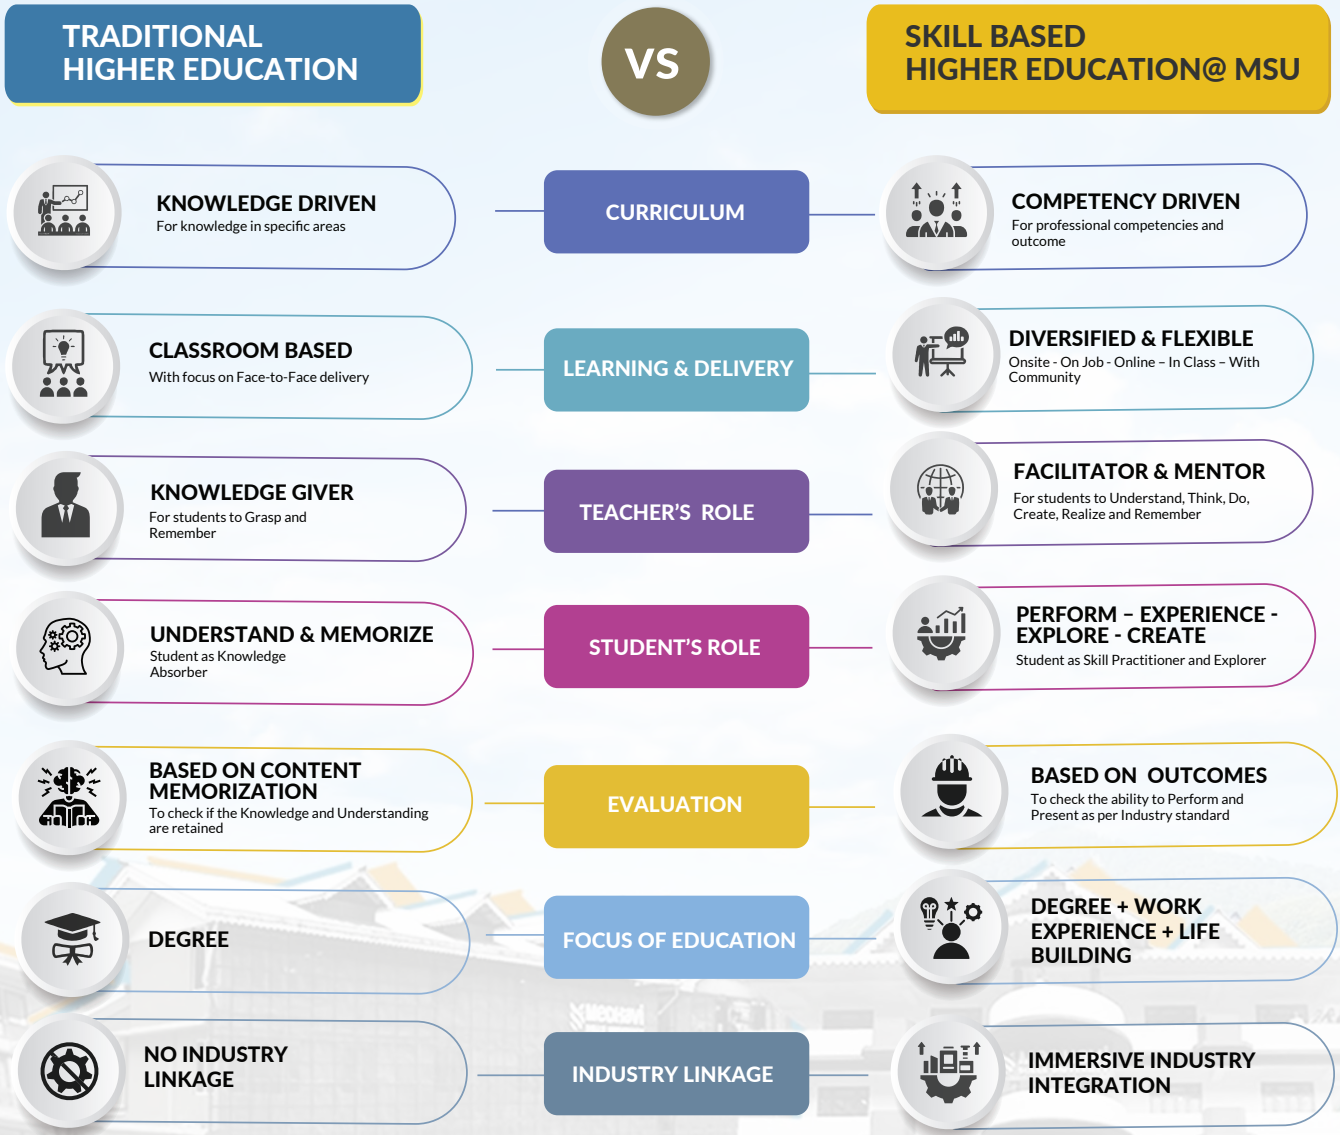 TRADITIONAL
HIGHER EDUCATION
VS
SKILL BASED
HIGHER EDUCATION@ MSU
KNOWLEDGE DRIVEN
For knowledge in specific areas
CURRICULUM
COMPETENCY DRIVEN
For professional competencies and
outcome
CLASSROOM BASED
With focus on Face-to-Face delivery
LEARNING & DELIVERY
DIVERSIFIED & FLEXIBLE
Onsite - On Job - Online – In Class – With
Community
KNOWLEDGE GIVER
For students to Grasp and
Remember
TEACHER’S ROLE
FACILITATOR & MENTOR
For students to Understand, Think, Do,
Create, Realize and Remember
UNDERSTAND & MEMORIZE
Student as Knowledge
Absorber
STUDENT’S ROLE
PERFORM – EXPERIENCE -
EXPLORE - CREATE
Student as Skill Practitioner and Explorer
BASED ON CONTENT
MEMORIZATION
To check if the Knowledge and Understanding
are retained
EVALUATION
BASED ON OUTCOMES
To check the ability to Perform and
Present as per Industry standard
DEGREE
FOCUS OF EDUCATION
DEGREE + WORK
EXPERIENCE + LIFE
BUILDING
NO INDUSTRY
LINKAGE
INDUSTRY LINKAGE
IMMERSIVE INDUSTRY
INTEGRATION